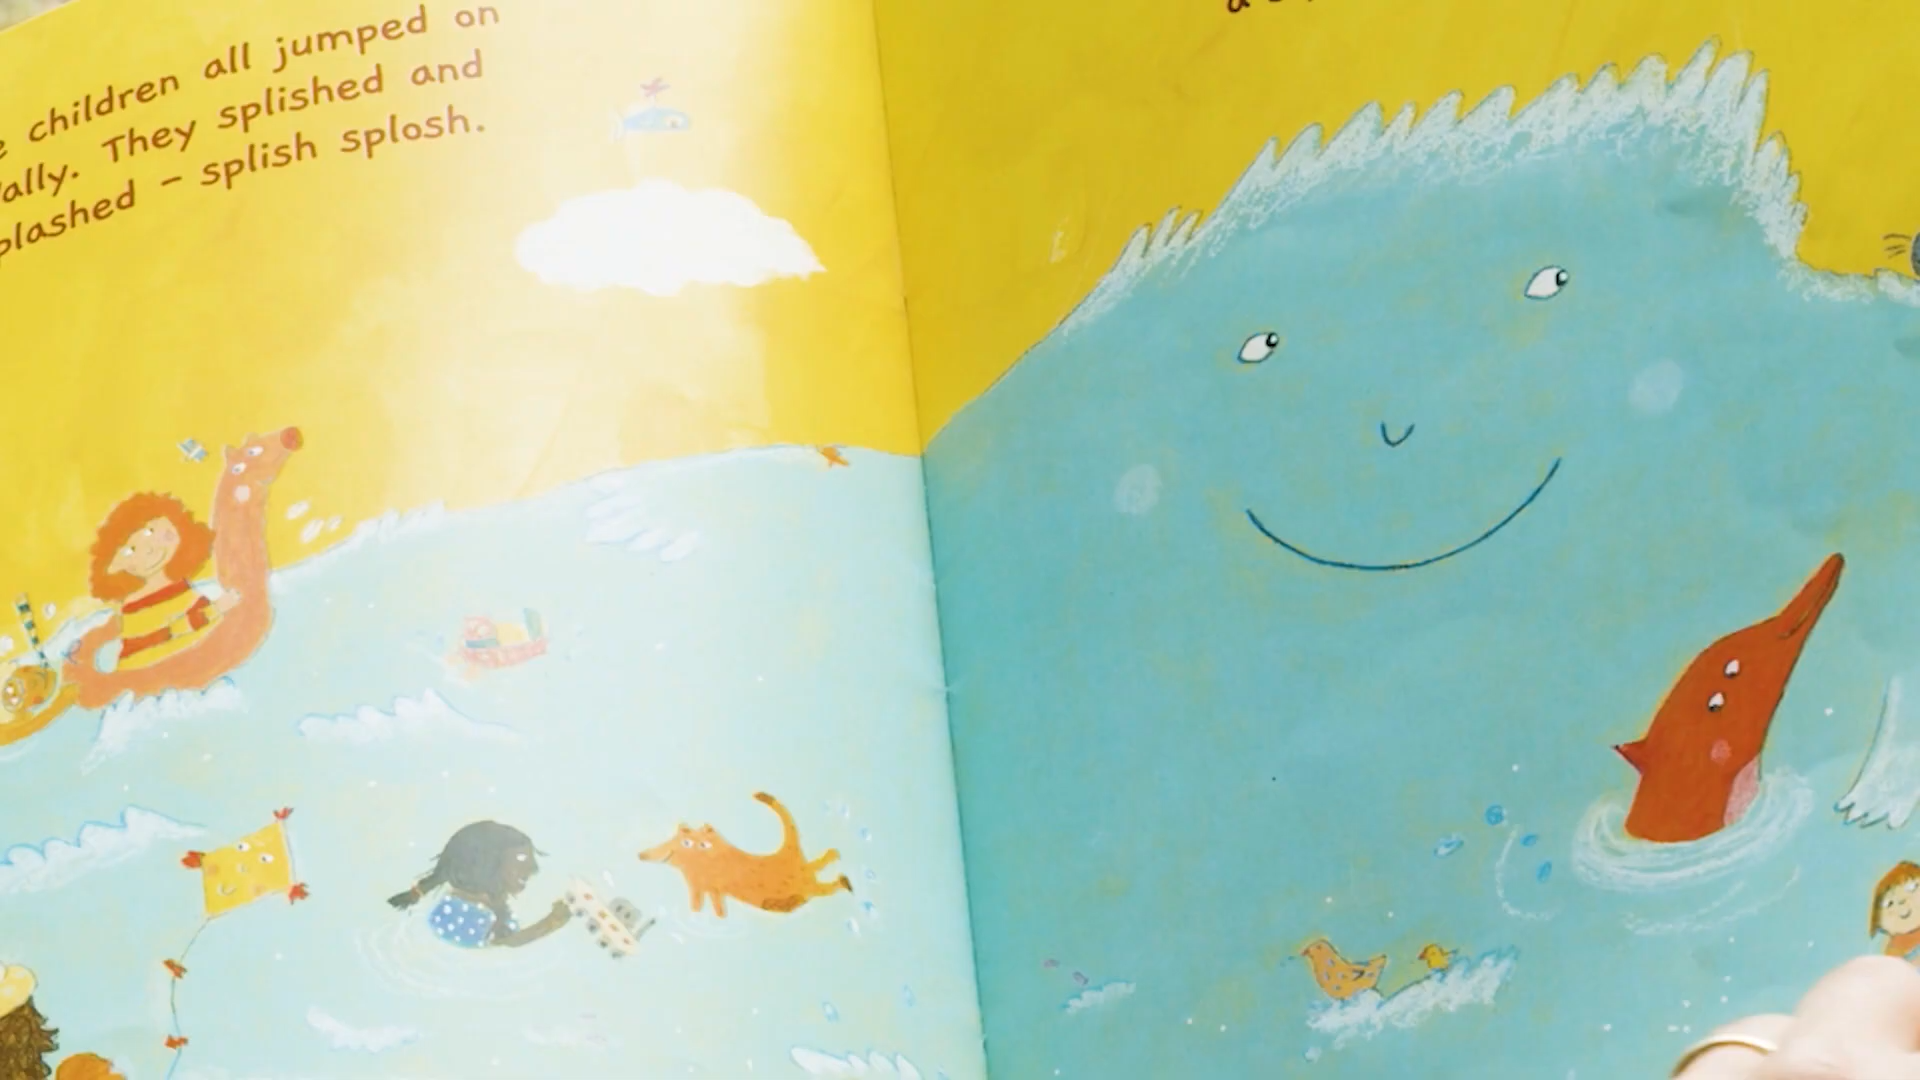 children all jumped on
ally. They splished and
plashed – splish splosh.